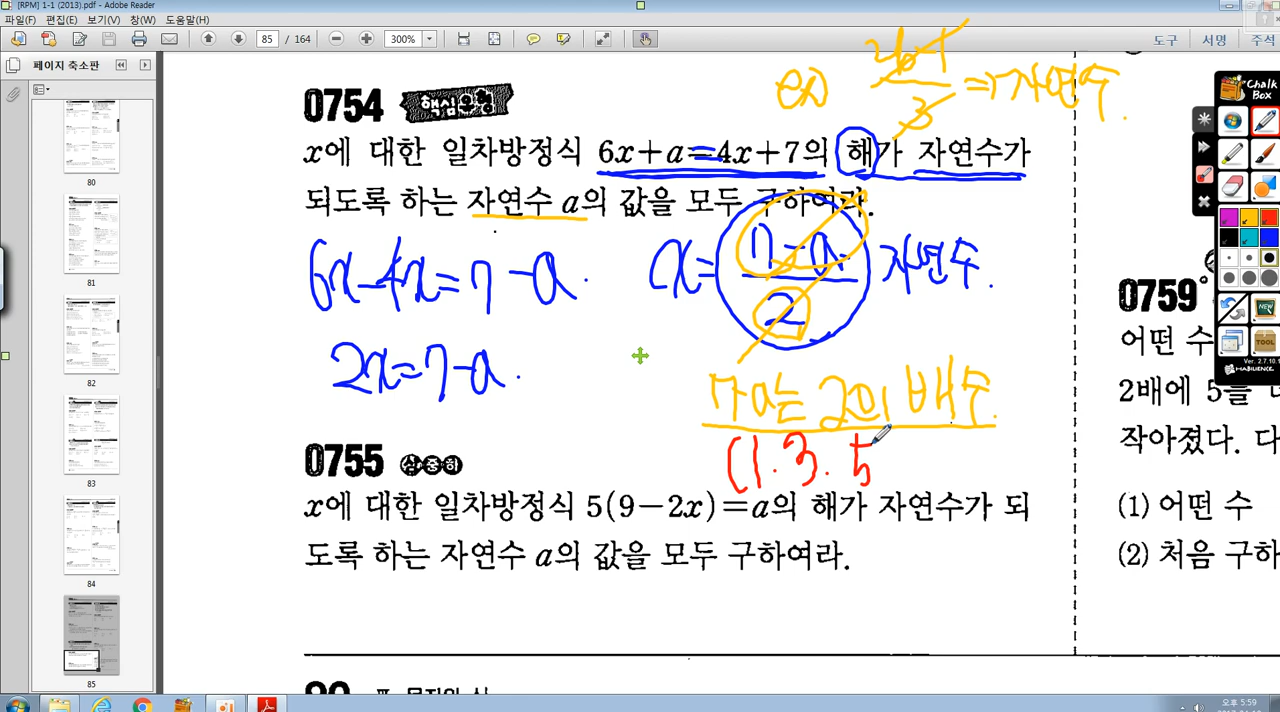 [RPM] 1-1 (2013).pdf - Adobe Reader
파일(F) 편집(E) 보기(V) 창(W) 도움말(H)
85 / 164 300% 도구 서명 주석
페이지 축소판
80
81
82
83
84
85
ex)
=자연수.
3
0754 핵심유형
x에 대한 일차방정식 6x+a=4x+7의 해가 자연수가
되도록 하는 자연수 a의 값을 모두 구하여라.
6x-4x=7-a.
x= 7-a 자연수.
2
2x=7-a.
7-a는 2의 배수.
(1. 3. 5
0755 상중하
x에 대한 일차방정식 5(9-2x)=a의 해가 자연수가 되
도록 하는 자연수 a의 값을 모두 구하여라.
0759
어떤 수
2배에 5를
작아졌다. 다
(1) 어떤 수
(2) 처음 구하
Chalk
Box
NEW
TOOL
Ver. 2.7.10.1
MABILIENCE
오후 5:59